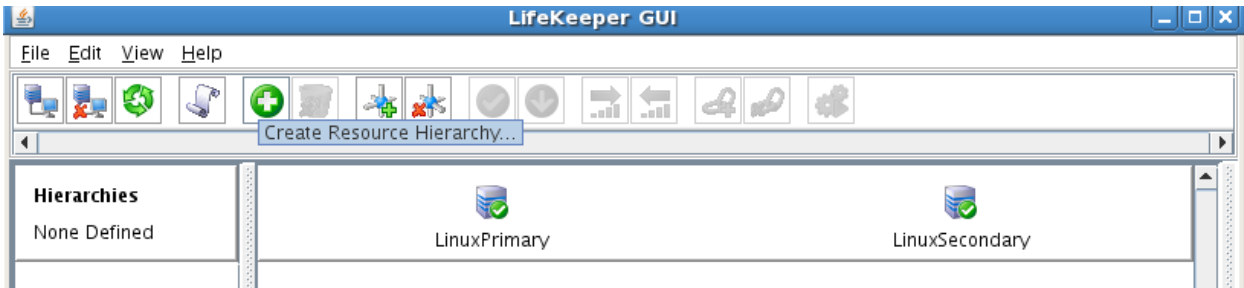 LifeKeeper GUI
File Edit View Help
Create Resource Hierarchy...
Hierarchies
None Defined
LinuxPrimary
LinuxSecondary